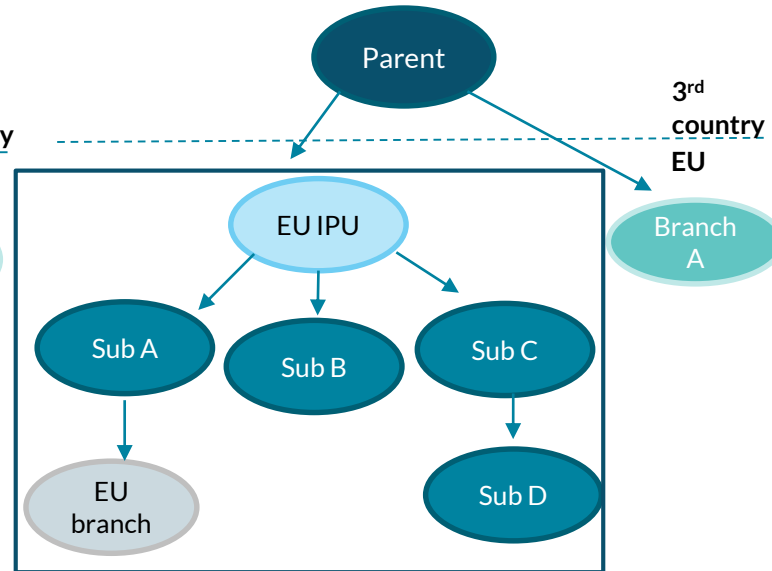 Parent
3rd
country
EU
y
EU IPU
Branch
A
Sub A
Sub B
Sub C
EU
branch
Sub D